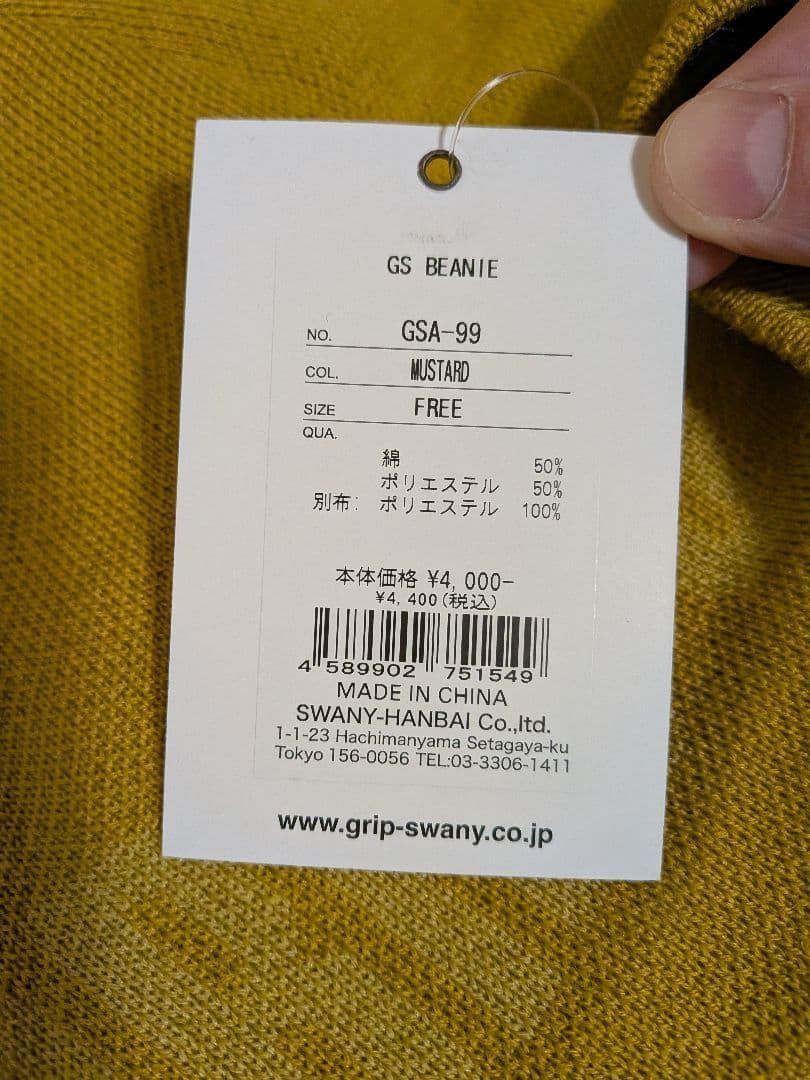 GS BEANIE
NO. GSA-99
COL. MUSTARD
SIZE FREE
QUA.
綿 50%
ポリエステル 50%
別布: ポリエステル 100%
本体価格 ¥4,000-
¥4,400(税込)
4 589902 751549
MADE IN CHINA
SWANY-HANBAI Co.,ltd.
1-1-23 Hachimanyama Setagaya-ku
Tokyo 156-0056 TEL:03-3306-1411
www.grip-swany.co.jp